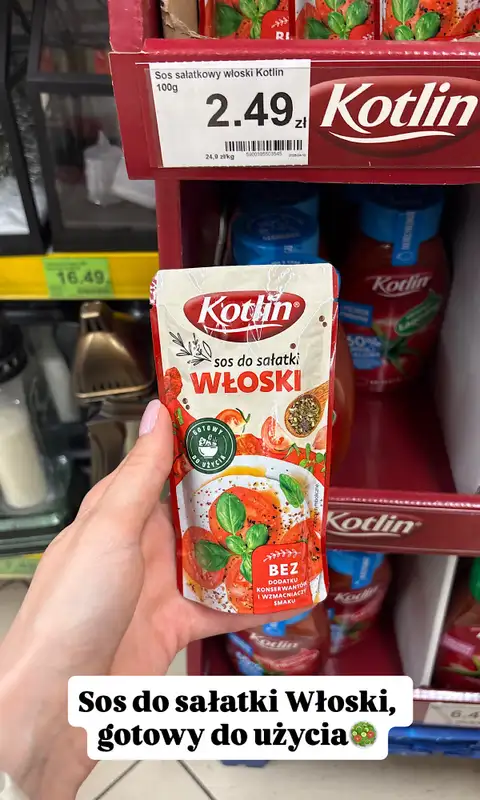 BEZ
Sos sałatkowy włoski Kotlin
100g
2.49 zł
24,9 zł/kg
Kotlin
16.49
Kotlin
Kotlin®
sos do sałatki
WŁOSKI
GOTOWY
DO UŻYCIA
BEZ
DODATKU
KONSERWANTÓW
I WZMACNIACZY
SMAKU
Kotlin
Kotlin
Kotlin
Sos do sałatki Włoski,
gotowy do użycia